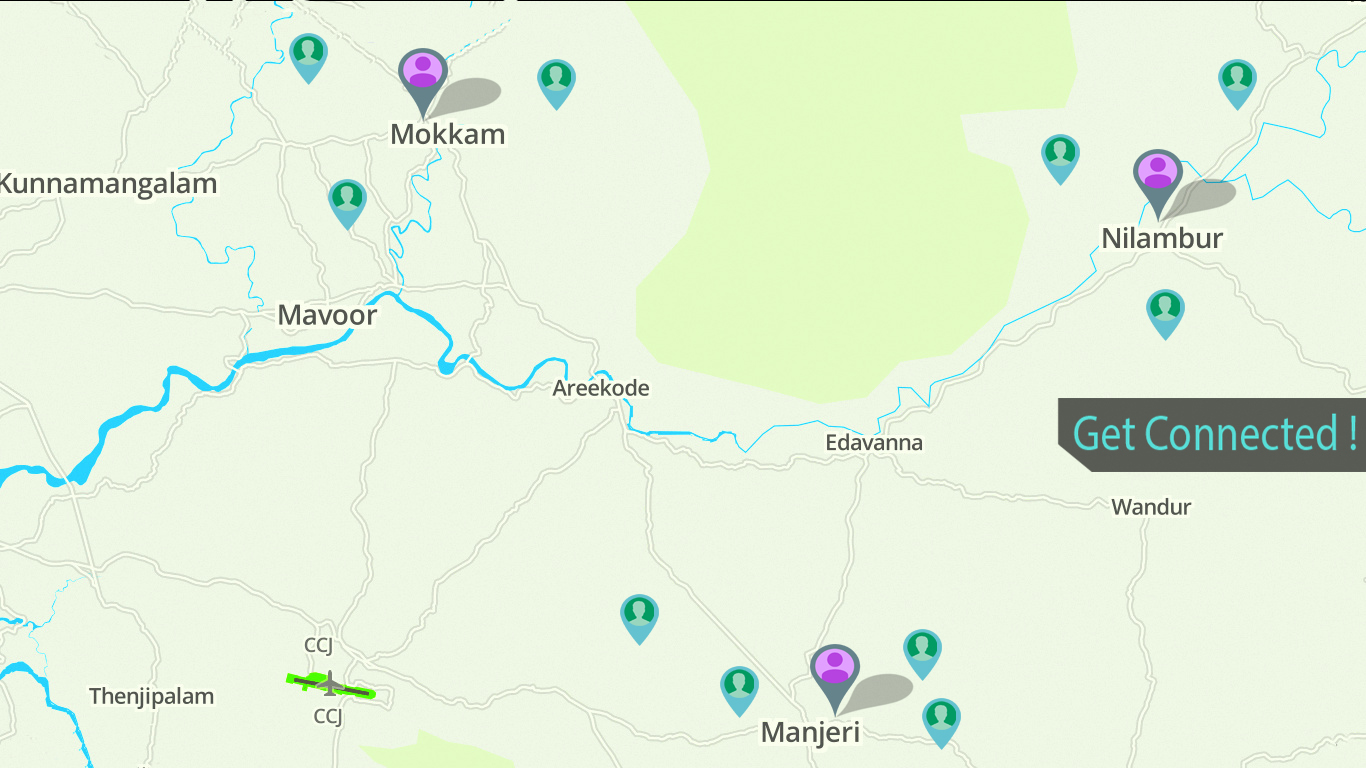 Mokkam
Kunnamangalam
Nilambur
Mavoor
Areekode
Edavanna
Get Connected !
Wandur
CCJ
Thenjipalam
CCJ
Manjeri